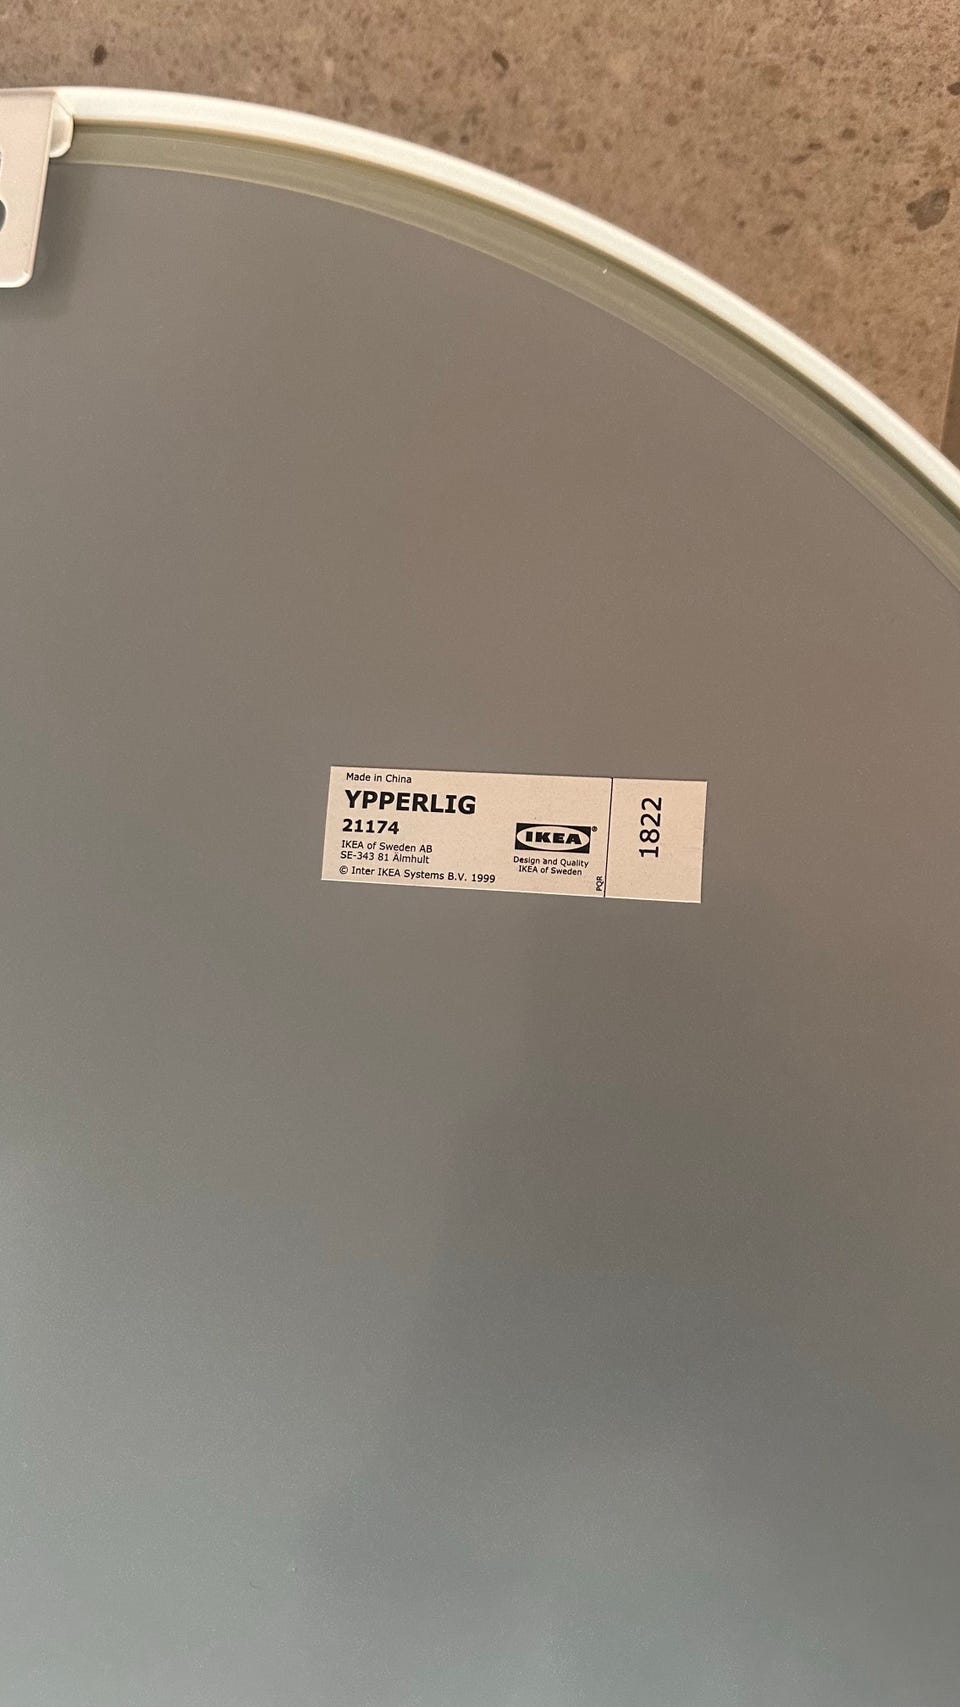 Made in China
YPPERLIG
21174
IKEA of Sweden AB
SE-343 81 Älmhult
© Inter IKEA Systems B.V. 1999
IKEA®
Design and Quality
IKEA of Sweden
PQR
1822